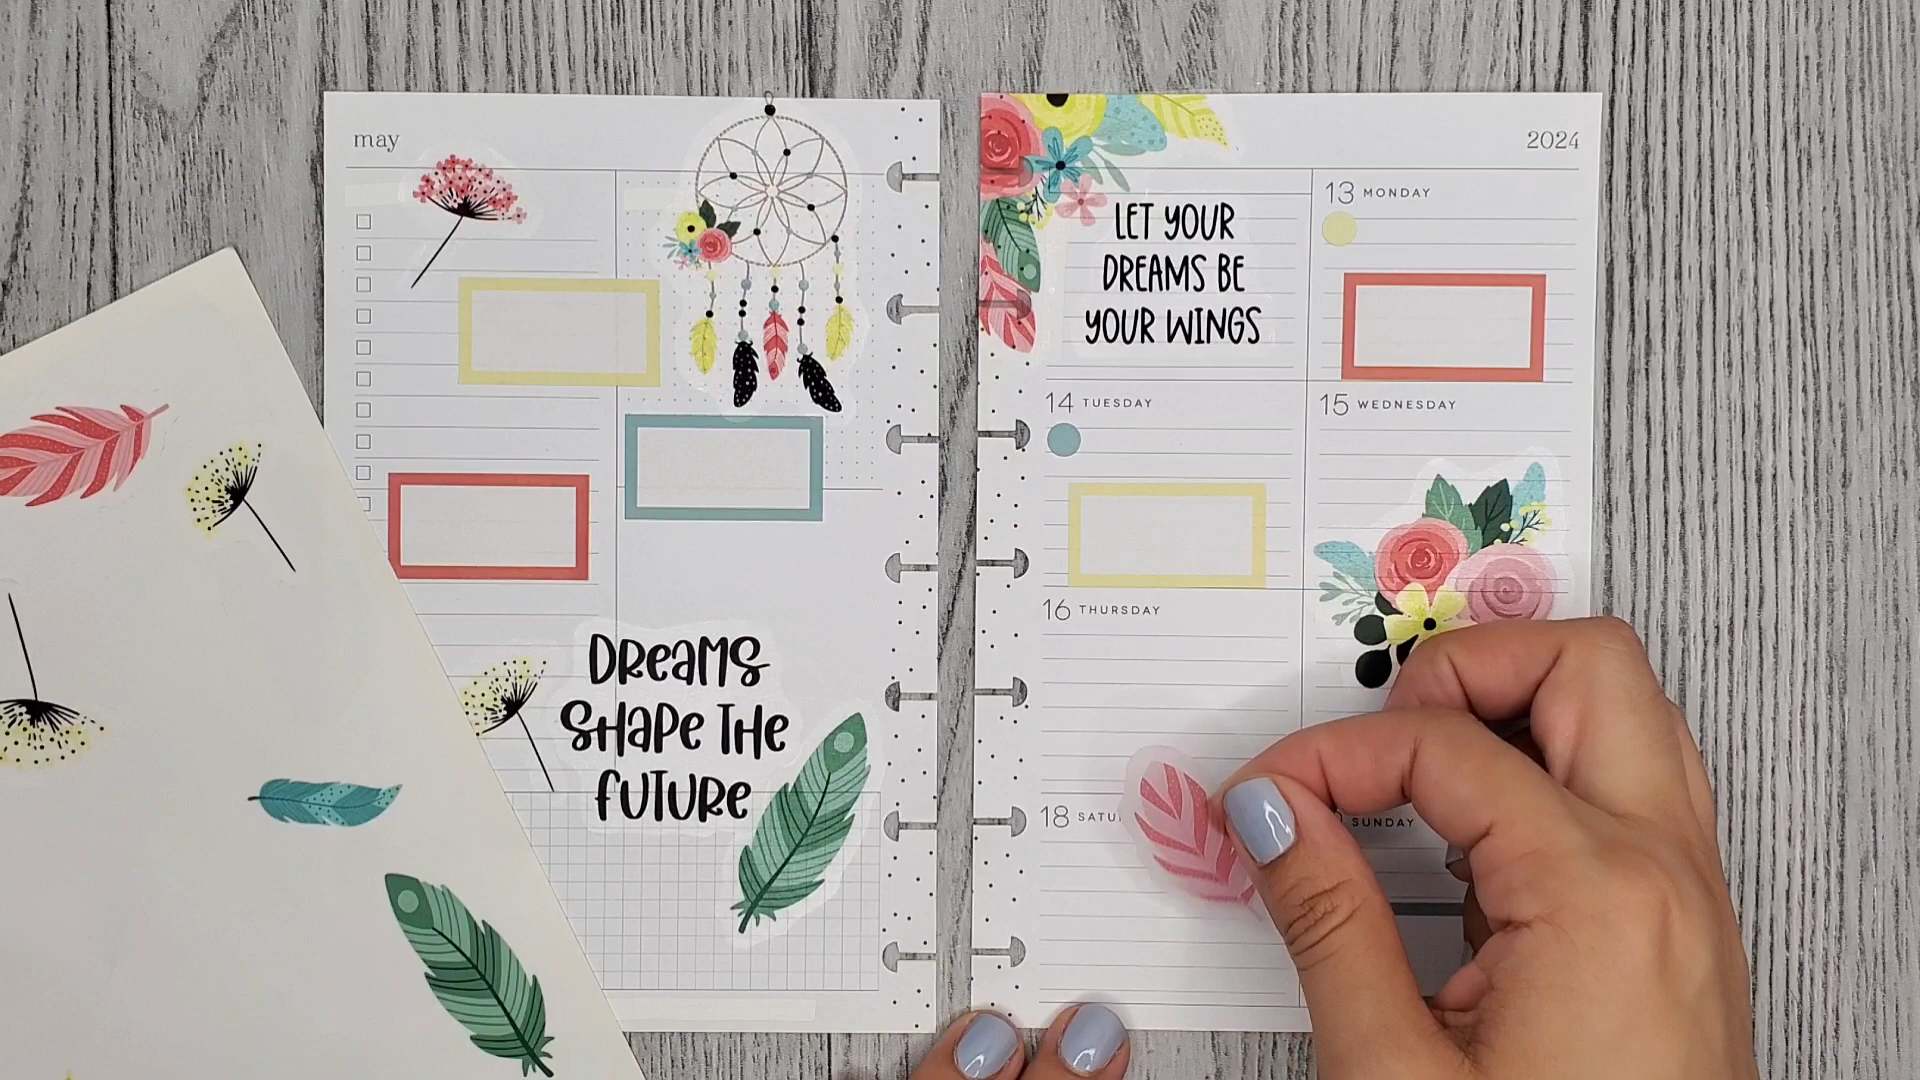 may
DReaMS
SHaPe THe
fUTURe
2024
LET YOUR
DREAMS BE
YOUR WINGS
13 MONDAY
14 TUESDAY
15 WEDNESDAY
16 THURSDAY
18
SUNDAY